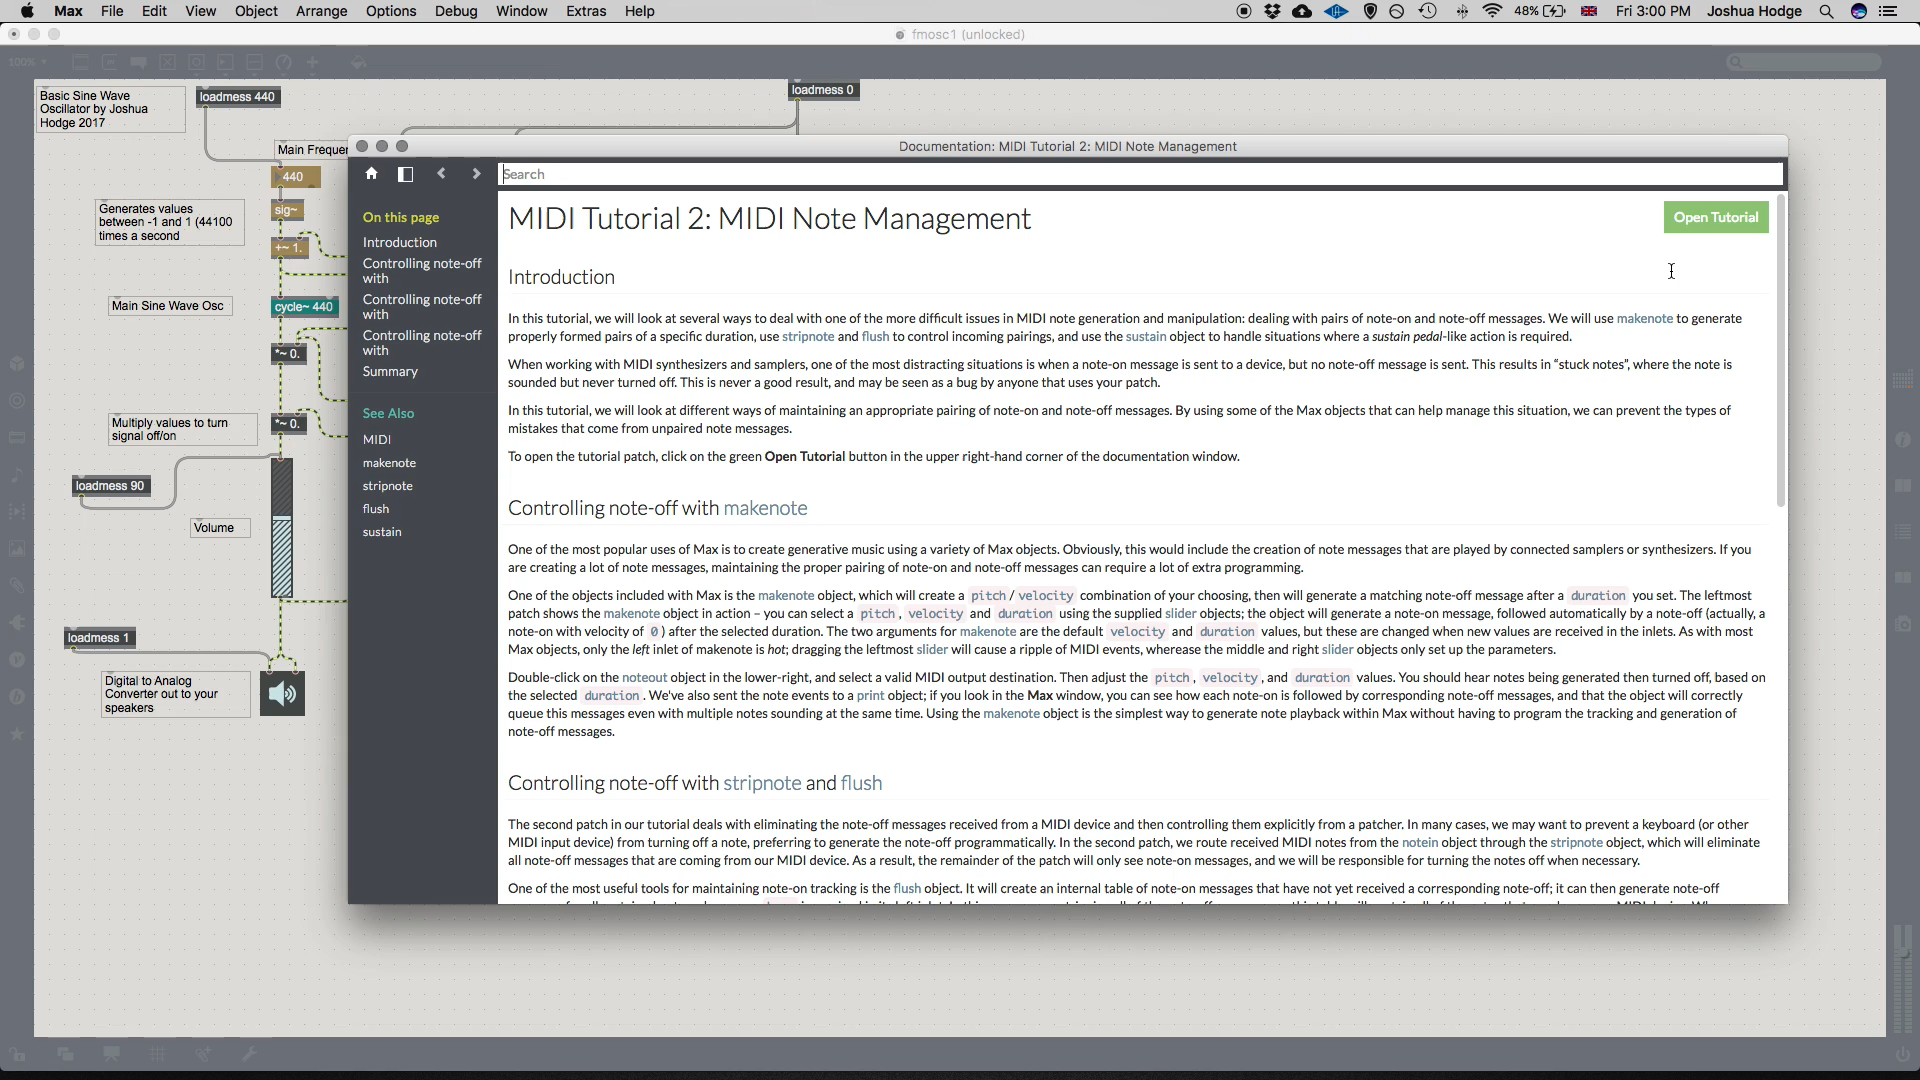 Max File Edit View Object Arrange Options Debug Window Extras Help
48% Fri 3:00 PM Joshua Hodge
fmosc1 (unlocked)
100%
Basic Sine Wave
Oscillator by Joshua
Hodge 2017
loadmess 440
loadmess 0
Main Frequen
440
Generates values
between -1 and 1 (44100
times a second
sig~
+~ 1.
Main Sine Wave Osc
cycle~ 440
*~ 0.
Multiply values to turn
signal off/on
*~ 0.
loadmess 90
Volume
loadmess 1
Digital to Analog
Converter out to your
speakers
Documentation: MIDI Tutorial 2: MIDI Note Management
Search
On this page
Introduction
Controlling note-off
with
Controlling note-off
with
Controlling note-off
with
Summary
See Also
MIDI
makenote
stripnote
flush
sustain
MIDI Tutorial 2: MIDI Note Management
Open Tutorial
Introduction
In this tutorial, we will look at several ways to deal with one of the more difficult issues in MIDI note generation and manipulation: dealing with pairs of note-on and note-off messages. We will use makenote to generate
properly formed pairs of a specific duration, use stripnote and flush to control incoming pairings, and use the sustain object to handle situations where a sustain pedal-like action is required.
When working with MIDI synthesizers and samplers, one of the most distracting situations is when a note-on message is sent to a device, but no note-off message is sent. This results in "stuck notes", where the note is
sounded but never turned off. This is never a good result, and may be seen as a bug by anyone that uses your patch.
In this tutorial, we will look at different ways of maintaining an appropriate pairing of note-on and note-off messages. By using some of the Max objects that can help manage this situation, we can prevent the types of
mistakes that come from unpaired note messages.
To open the tutorial patch, click on the green Open Tutorial button in the upper right-hand corner of the documentation window.
Controlling note-off with makenote
One of the most popular uses of Max is to create generative music using a variety of Max objects. Obviously, this would include the creation of note messages that are played by connected samplers or synthesizers. If you
are creating a lot of note messages, maintaining the proper pairing of note-on and note-off messages can require a lot of extra programming.
One of the objects included with Max is the makenote object, which will create a pitch / velocity combination of your choosing, then will generate a matching note-off message after a duration you set. The leftmost
patch shows the makenote object in action – you can select a pitch, velocity and duration using the supplied slider objects; the object will generate a note-on message, followed automatically by a note-off (actually, a
note-on with velocity of 0 ) after the selected duration. The two arguments for makenote are the default velocity and duration values, but these are changed when new values are received in the inlets. As with most
Max objects, only the left inlet of makenote is hot; dragging the leftmost slider will cause a ripple of MIDI events, wherease the middle and right slider objects only set up the parameters.
Double-click on the noteout object in the lower-right, and select a valid MIDI output destination. Then adjust the pitch, velocity, and duration values. You should hear notes being generated then turned off, based on
the selected duration. We've also sent the note events to a print object; if you look in the Max window, you can see how each note-on is followed by corresponding note-off messages, and that the object will correctly
queue this messages even with multiple notes sounding at the same time. Using the makenote object is the simplest way to generate note playback within Max without having to program the tracking and generation of
note-off messages.
Controlling note-off with stripnote and flush
The second patch in our tutorial deals with eliminating the note-off messages received from a MIDI device and then controlling them explicitly from a patcher. In many cases, we may want to prevent a keyboard (or other
MIDI input device) from turning off a note, preferring to generate the note-off programmatically. In the second patch, we route received MIDI notes from the notein object through the stripnote object, which will eliminate
all note-off messages that are coming from our MIDI device. As a result, the remainder of the patch will only see note-on messages, and we will be responsible for turning the notes off when necessary.
One of the most useful tools for maintaining note-on tracking is the flush object. It will create an internal table of note-on messages that have not yet received a corresponding note-off; it can then generate note-off